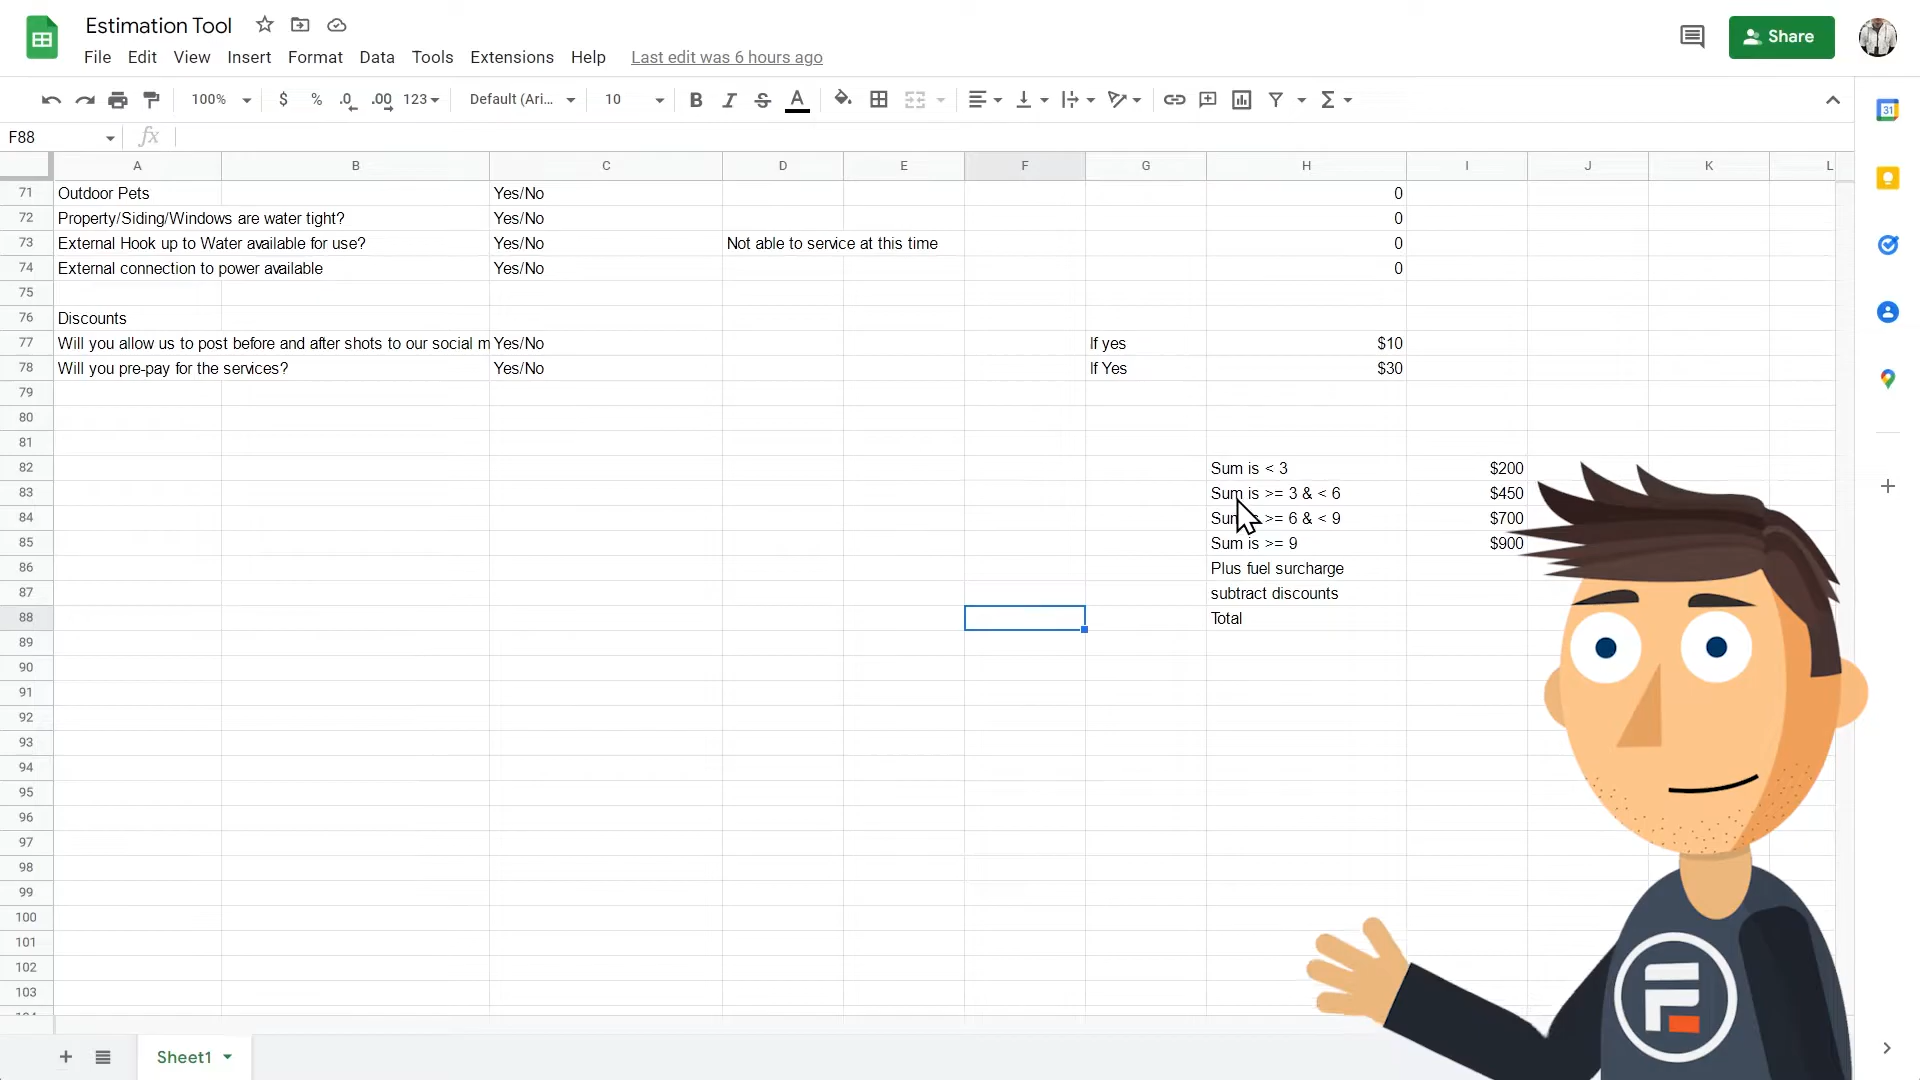 Estimation Tool
File Edit View Insert Format Data Tools Extensions Help Last edit was 6 hours ago
Share
100% $ % .0 .00 123 Default (Ari... 10 B I S A
31
F88 fx
A B C D E F G H I J K L
71 Outdoor Pets Yes/No 0
72 Property/Siding/Windows are water tight? Yes/No 0
73 External Hook up to Water available for use? Yes/No Not able to service at this time 0
74 External connection to power available Yes/No 0
75
76 Discounts
77 Will you allow us to post before and after shots to our social m Yes/No If yes $10
78 Will you pre-pay for the services? Yes/No If Yes $30
79
80
81
82 Sum is < 3 $200
83 Sum is >= 3 & < 6 $450
84 Sum >= 6 & < 9 $700
85 Sum is >= 9 $900
86 Plus fuel surcharge
87 subtract discounts
88 Total
89
90
91
92
93
94
95
96
97
98
99
100
101
102
103
Sheet1